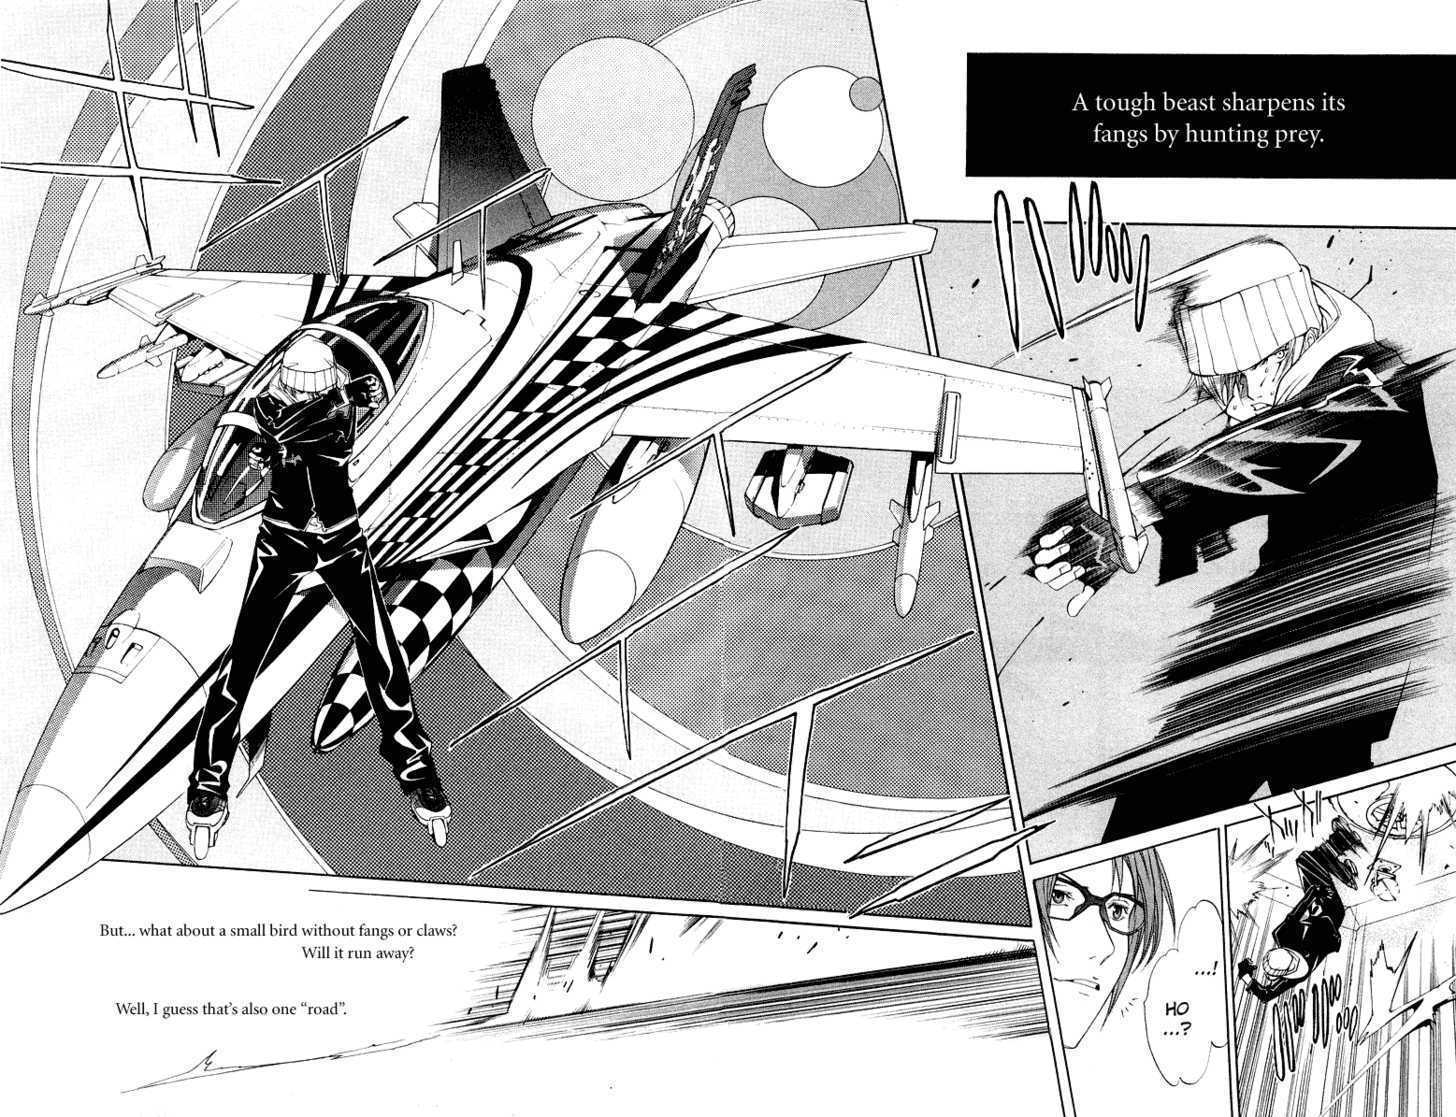 A tough beast sharpens its
fangs by hunting prey.
...!
HO
...?
But... what about a small bird without fangs or claws?
Will it run away?
Well, I guess that's also one “road”.